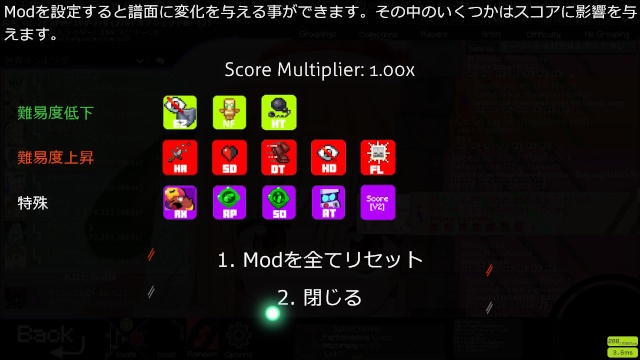 Modを設定すると譜面に変化を与える事ができます。その中のいくつかはスコアに影響を与えます。
Score Multiplier: 1.00x
難易度低下
EZ NF HT
難易度上昇
HR SD DT HD FL
特殊
RX AP SO AT Score [V2]
1. Modを全てリセット
2. 閉じる
Back
3.6ms